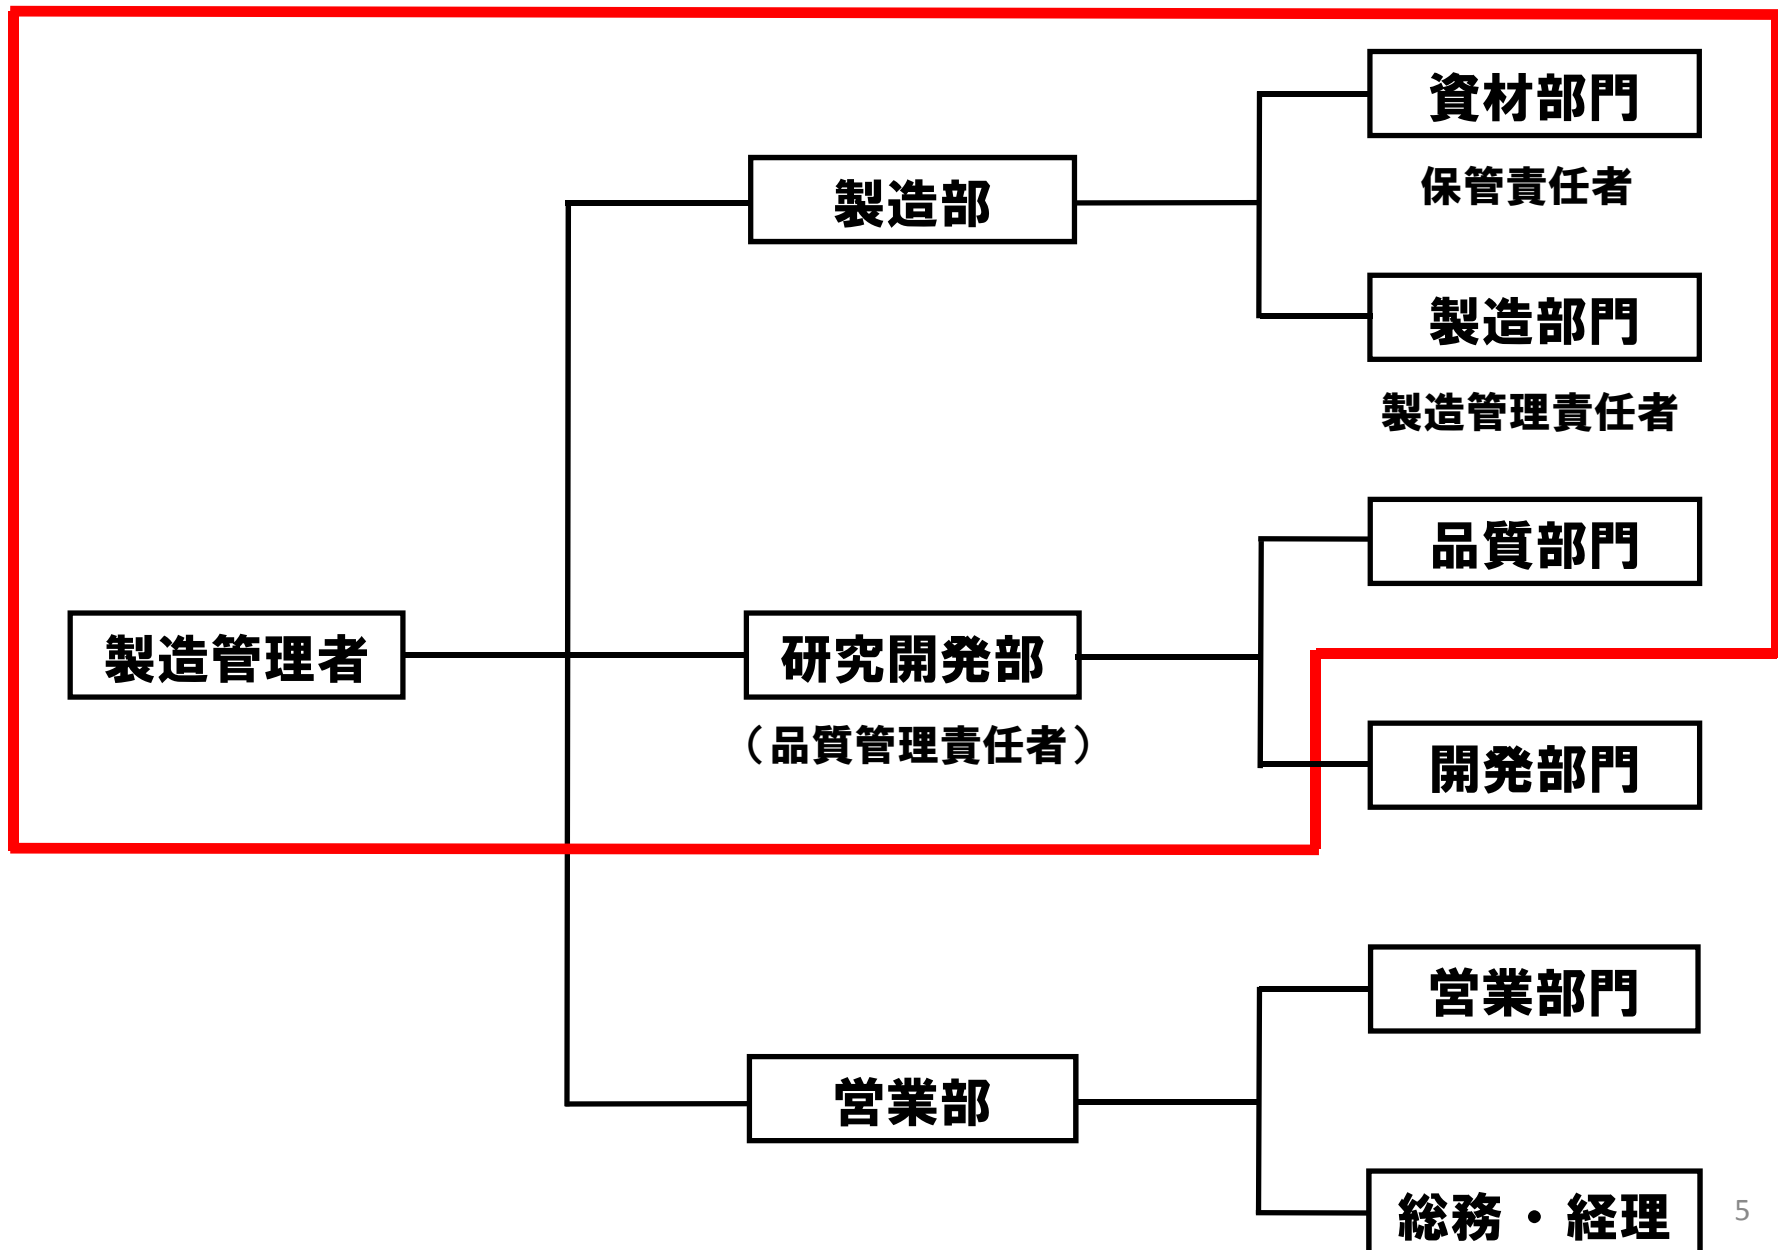 資材部門
保管責任者
製造部
製造部門
製造管理責任者
品質部門
製造管理者
研究開発部
（品質管理責任者）
開発部門
営業部門
営業部
総務・経理
5